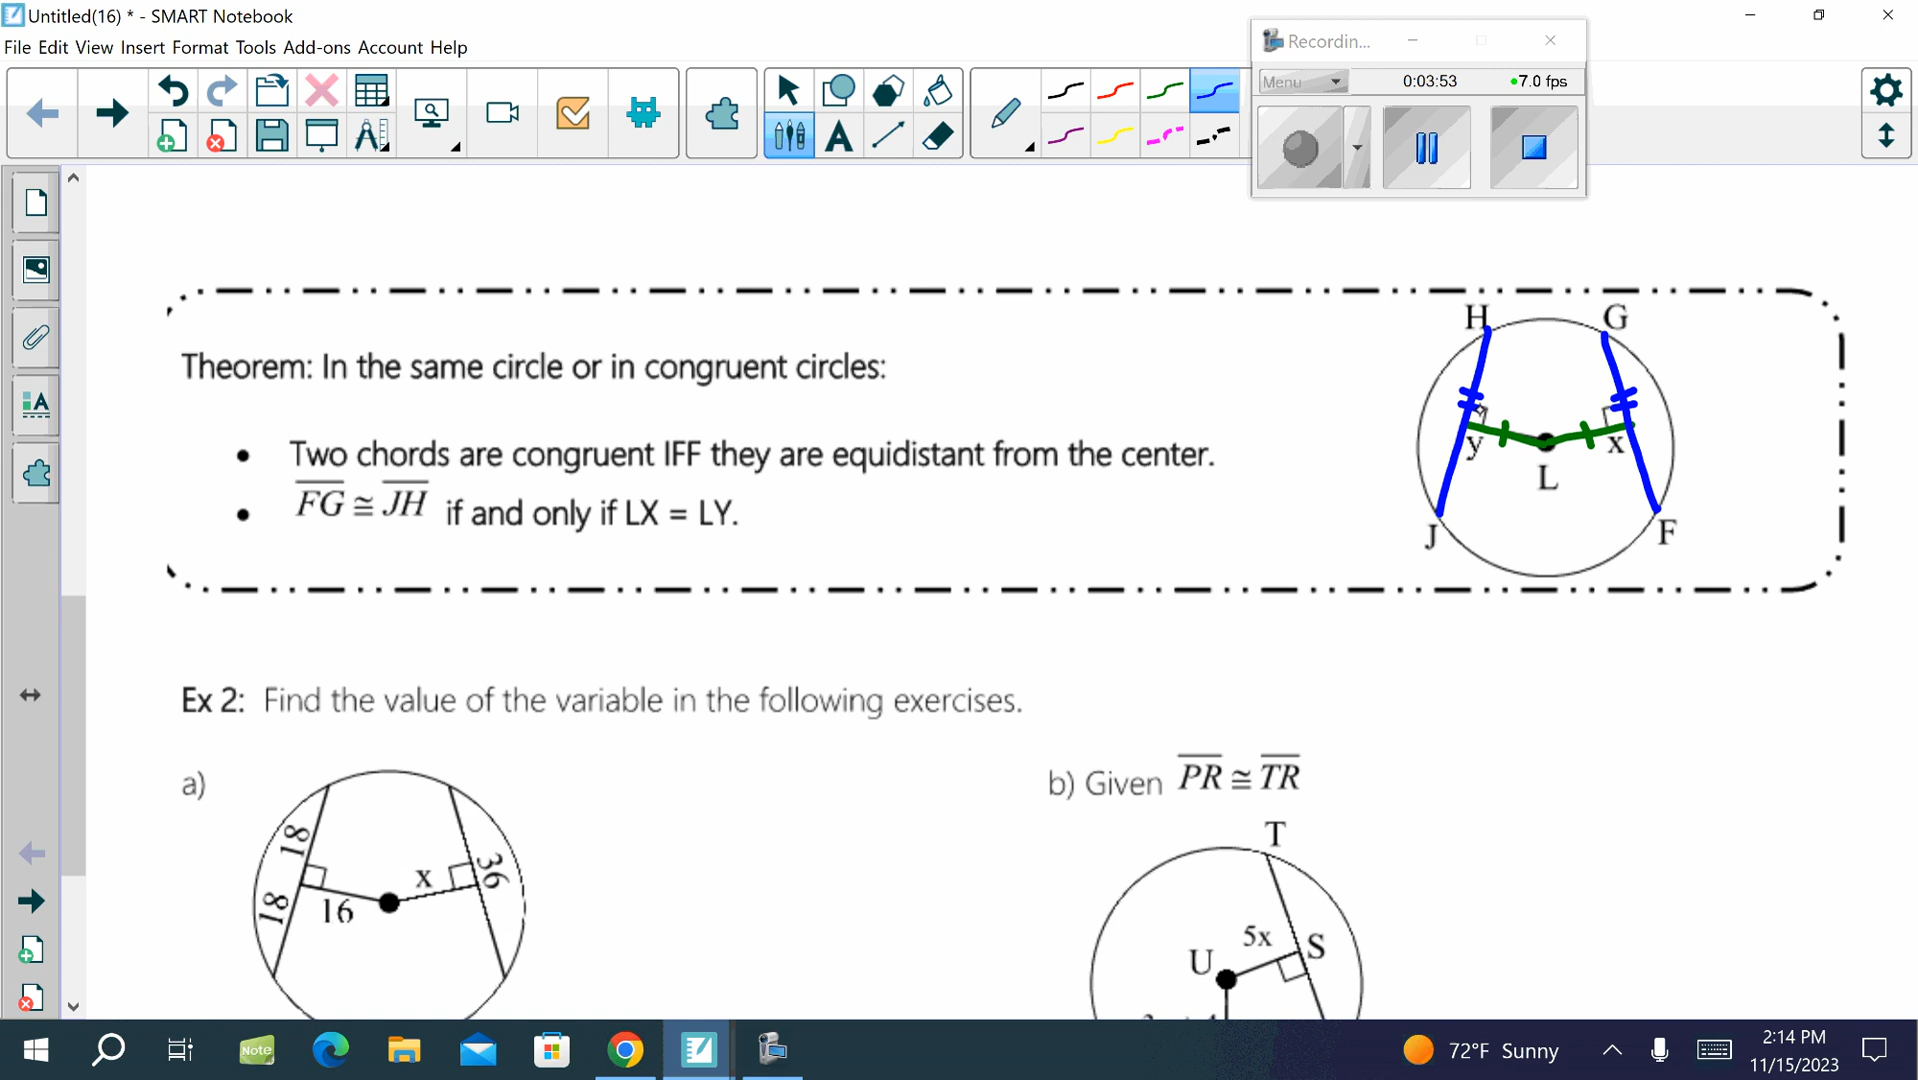 Untitled(16) * - SMART Notebook
File Edit View Insert Format Tools Add-ons Account Help
Recordin...
Menu
0:03:53
7.0 fps
A
A
H
G
Theorem: In the same circle or in congruent circles:
• Two chords are congruent IFF they are equidistant from the center.
y
x
L
• FG ≅ JH if and only if LX = LY.
J
F
Ex 2: Find the value of the variable in the following exercises.
a)
b) Given PR ≅ TR
18
18
16
x
36
T
5x
S
U
Note
72°F Sunny
2:14 PM
11/15/2023